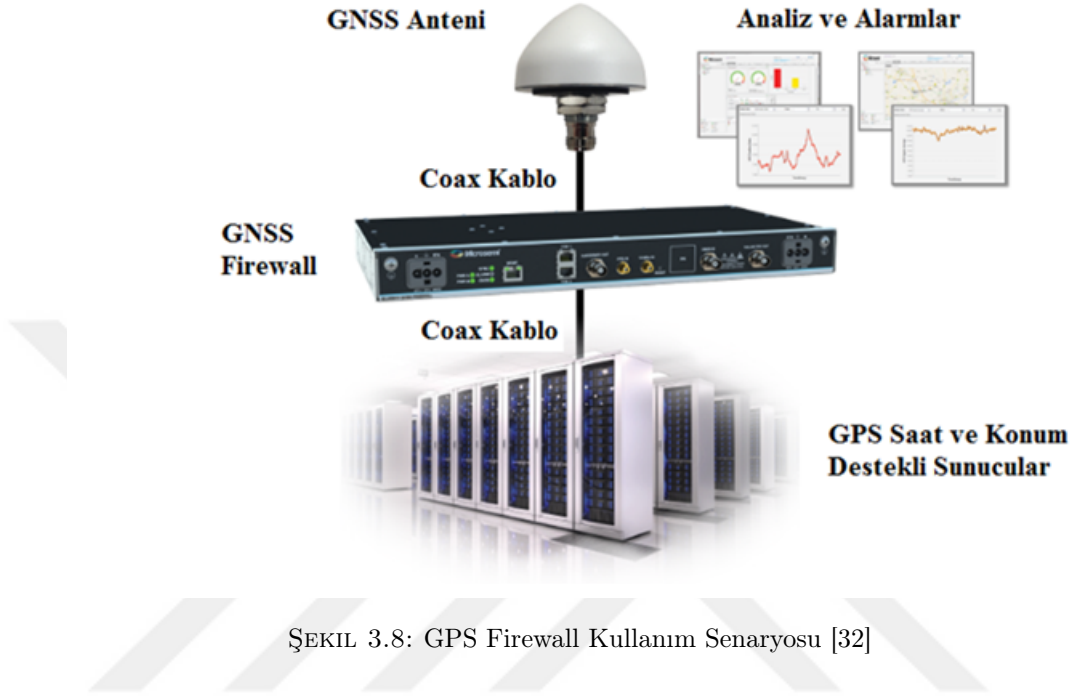 GNSS Anteni
Analiz ve Alarmlar
Coax Kablo
GNSS
Firewall
Microsemi
Coax Kablo
GPS Saat ve Konum
Destekli Sunucular
ŞEKIL 3.8: GPS Firewall Kullanım Senaryosu [32]